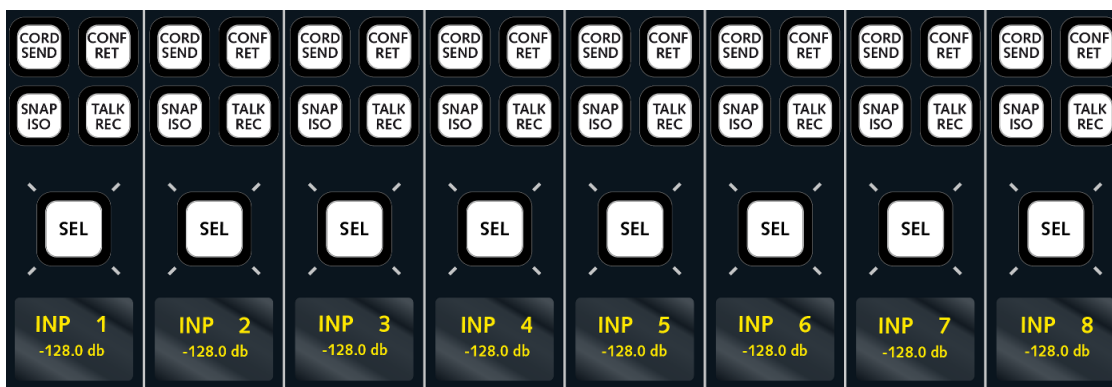 CORD SEND CONF RET CORD SEND CONF RET CORD SEND CONF RET CORD SEND CONF RET CORD SEND CONF RET CORD SEND CONF RET CORD SEND CONF RET CORD SEND CONF RET
SNAP ISO TALK REC SNAP ISO TALK REC SNAP ISO TALK REC SNAP ISO TALK REC SNAP ISO TALK REC SNAP ISO TALK REC SNAP ISO TALK REC SNAP ISO TALK REC
SEL SEL SEL SEL SEL SEL SEL SEL
INP 1 INP 2 INP 3 INP 4 INP 5 INP 6 INP 7 INP 8
-128.0 db -128.0 db -128.0 db -128.0 db -128.0 db -128.0 db -128.0 db -128.0 db